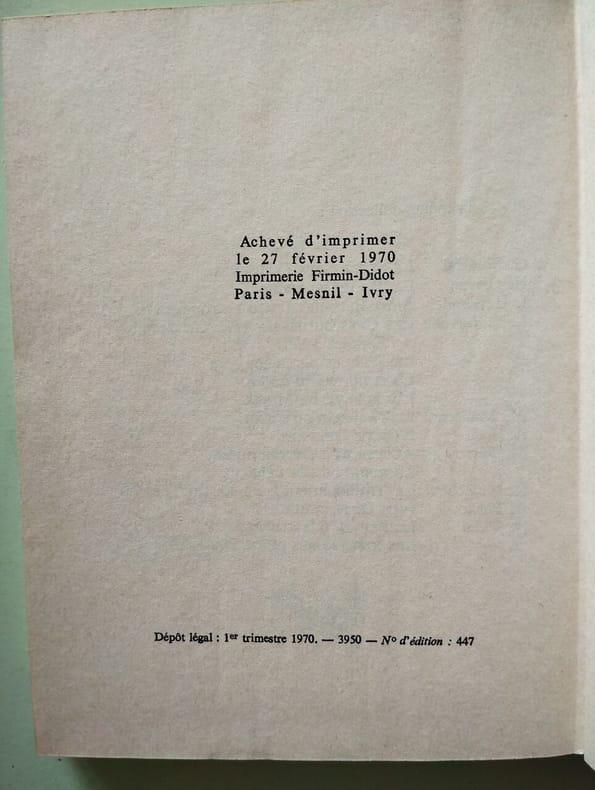 Achevé d'imprimer
le 27 février 1970
Imprimerie Firmin-Didot
Paris - Mesnil - Ivry
Dépôt légal : 1er trimestre 1970. — 3950 — No d'édition : 447